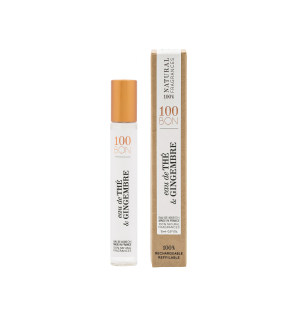 100
BON
eau de THÉ
& GINGEMBRE
NATURAL
FRAGRANCES
100%
100
BON
eau de THÉ
& GINGEMBRE
100%
RECHARGEABLE
REFILLABLE